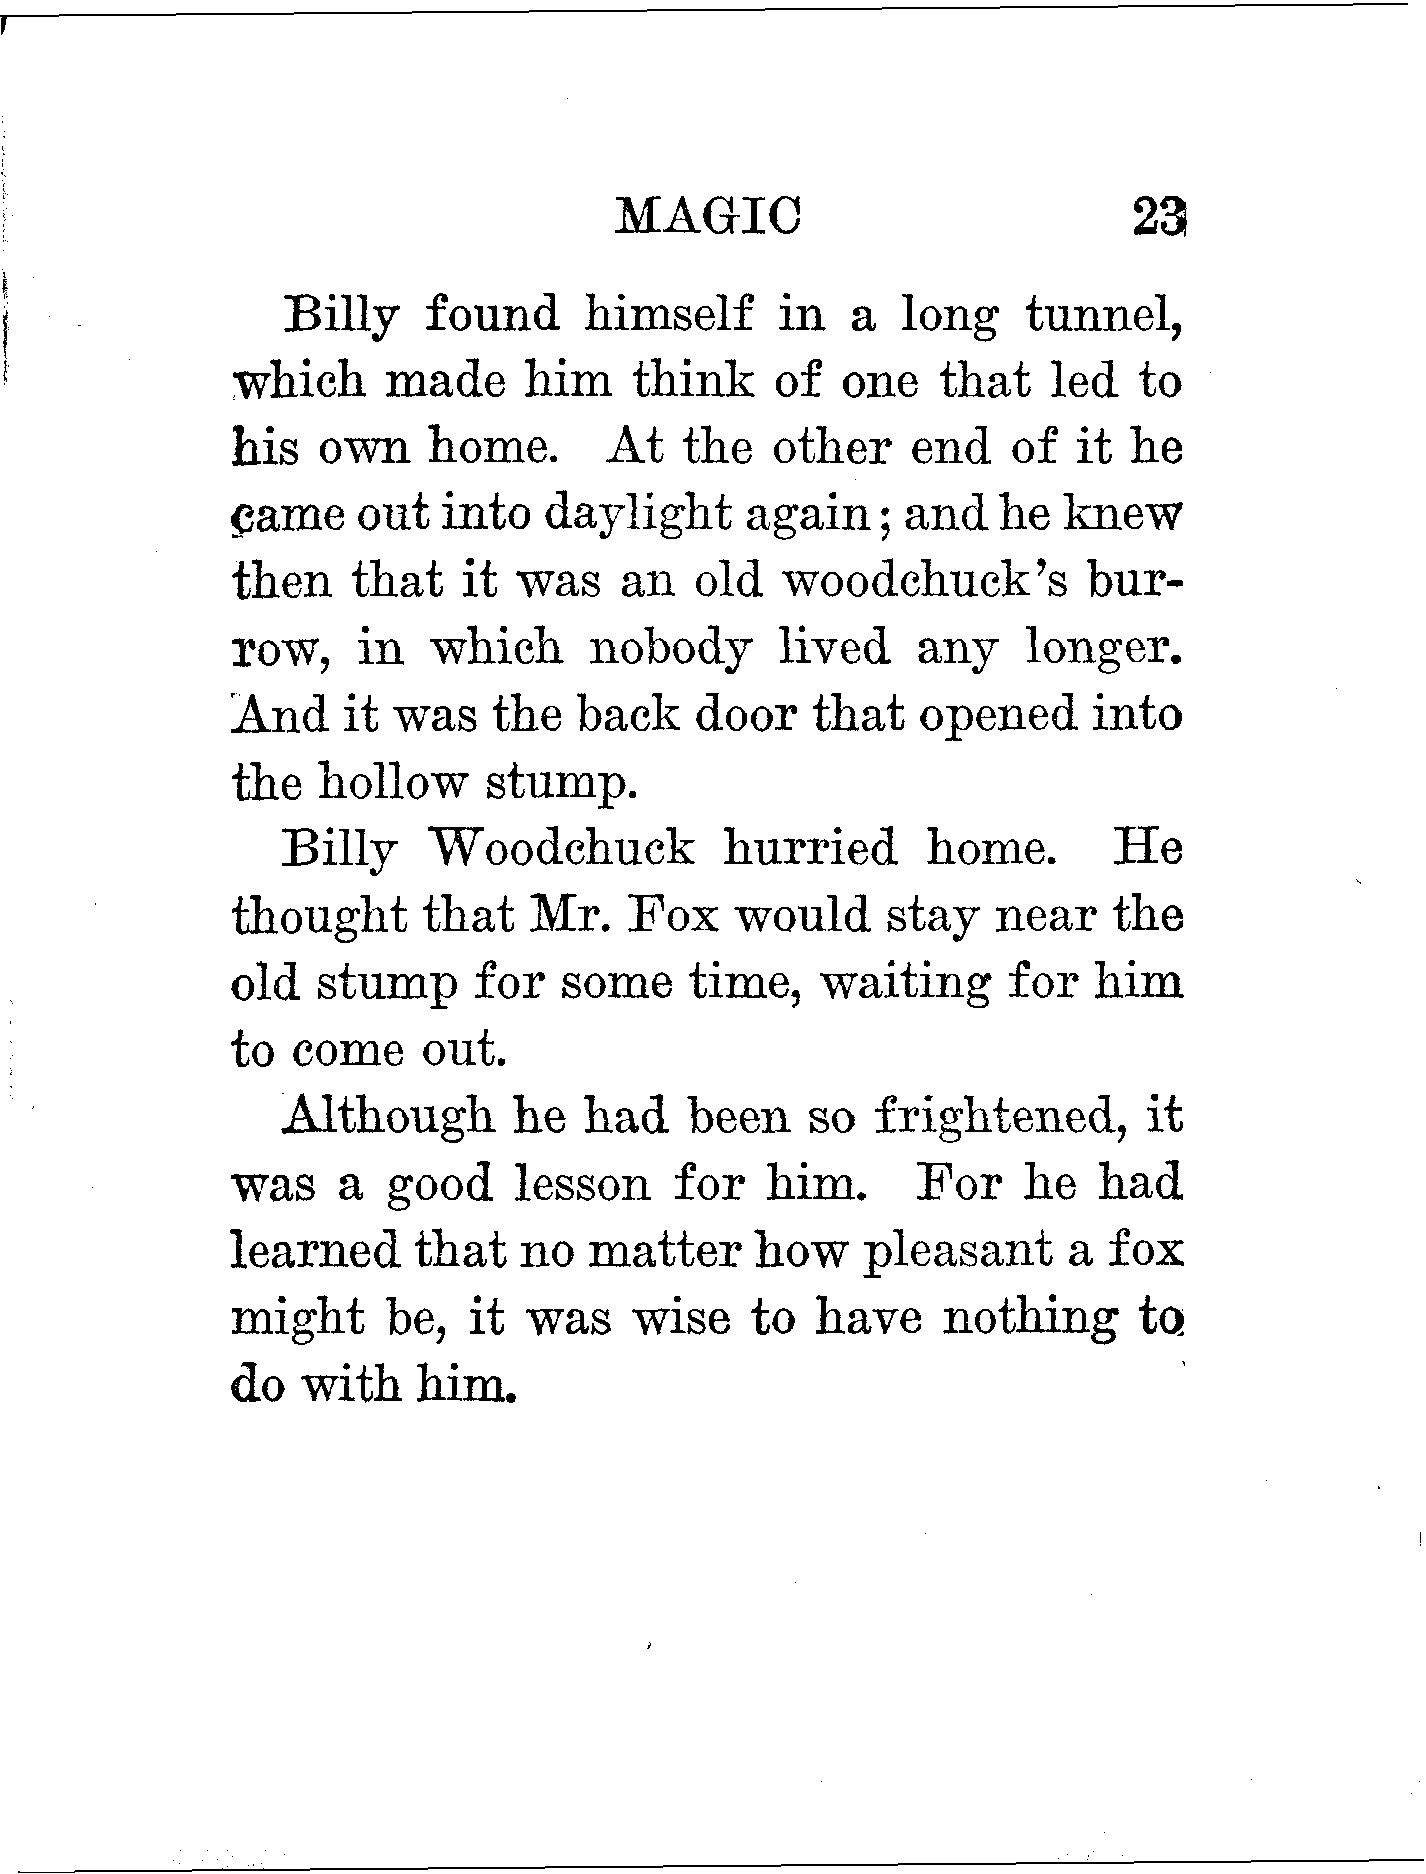 MAGIC 23
Billy found himself in a long tunnel,
which made him think of one that led to
his own home. At the other end of it he
came out into daylight again; and he knew
then that it was an old woodchuck's bur-
row, in which nobody lived any longer.
And it was the back door that opened into
the hollow stump.
Billy Woodchuck hurried home. He
thought that Mr. Fox would stay near the
old stump for some time, waiting for him
to come out.
Although he had been so frightened, it
was a good lesson for him. For he had
learned that no matter how pleasant a fox
might be, it was wise to have nothing to
do with him.